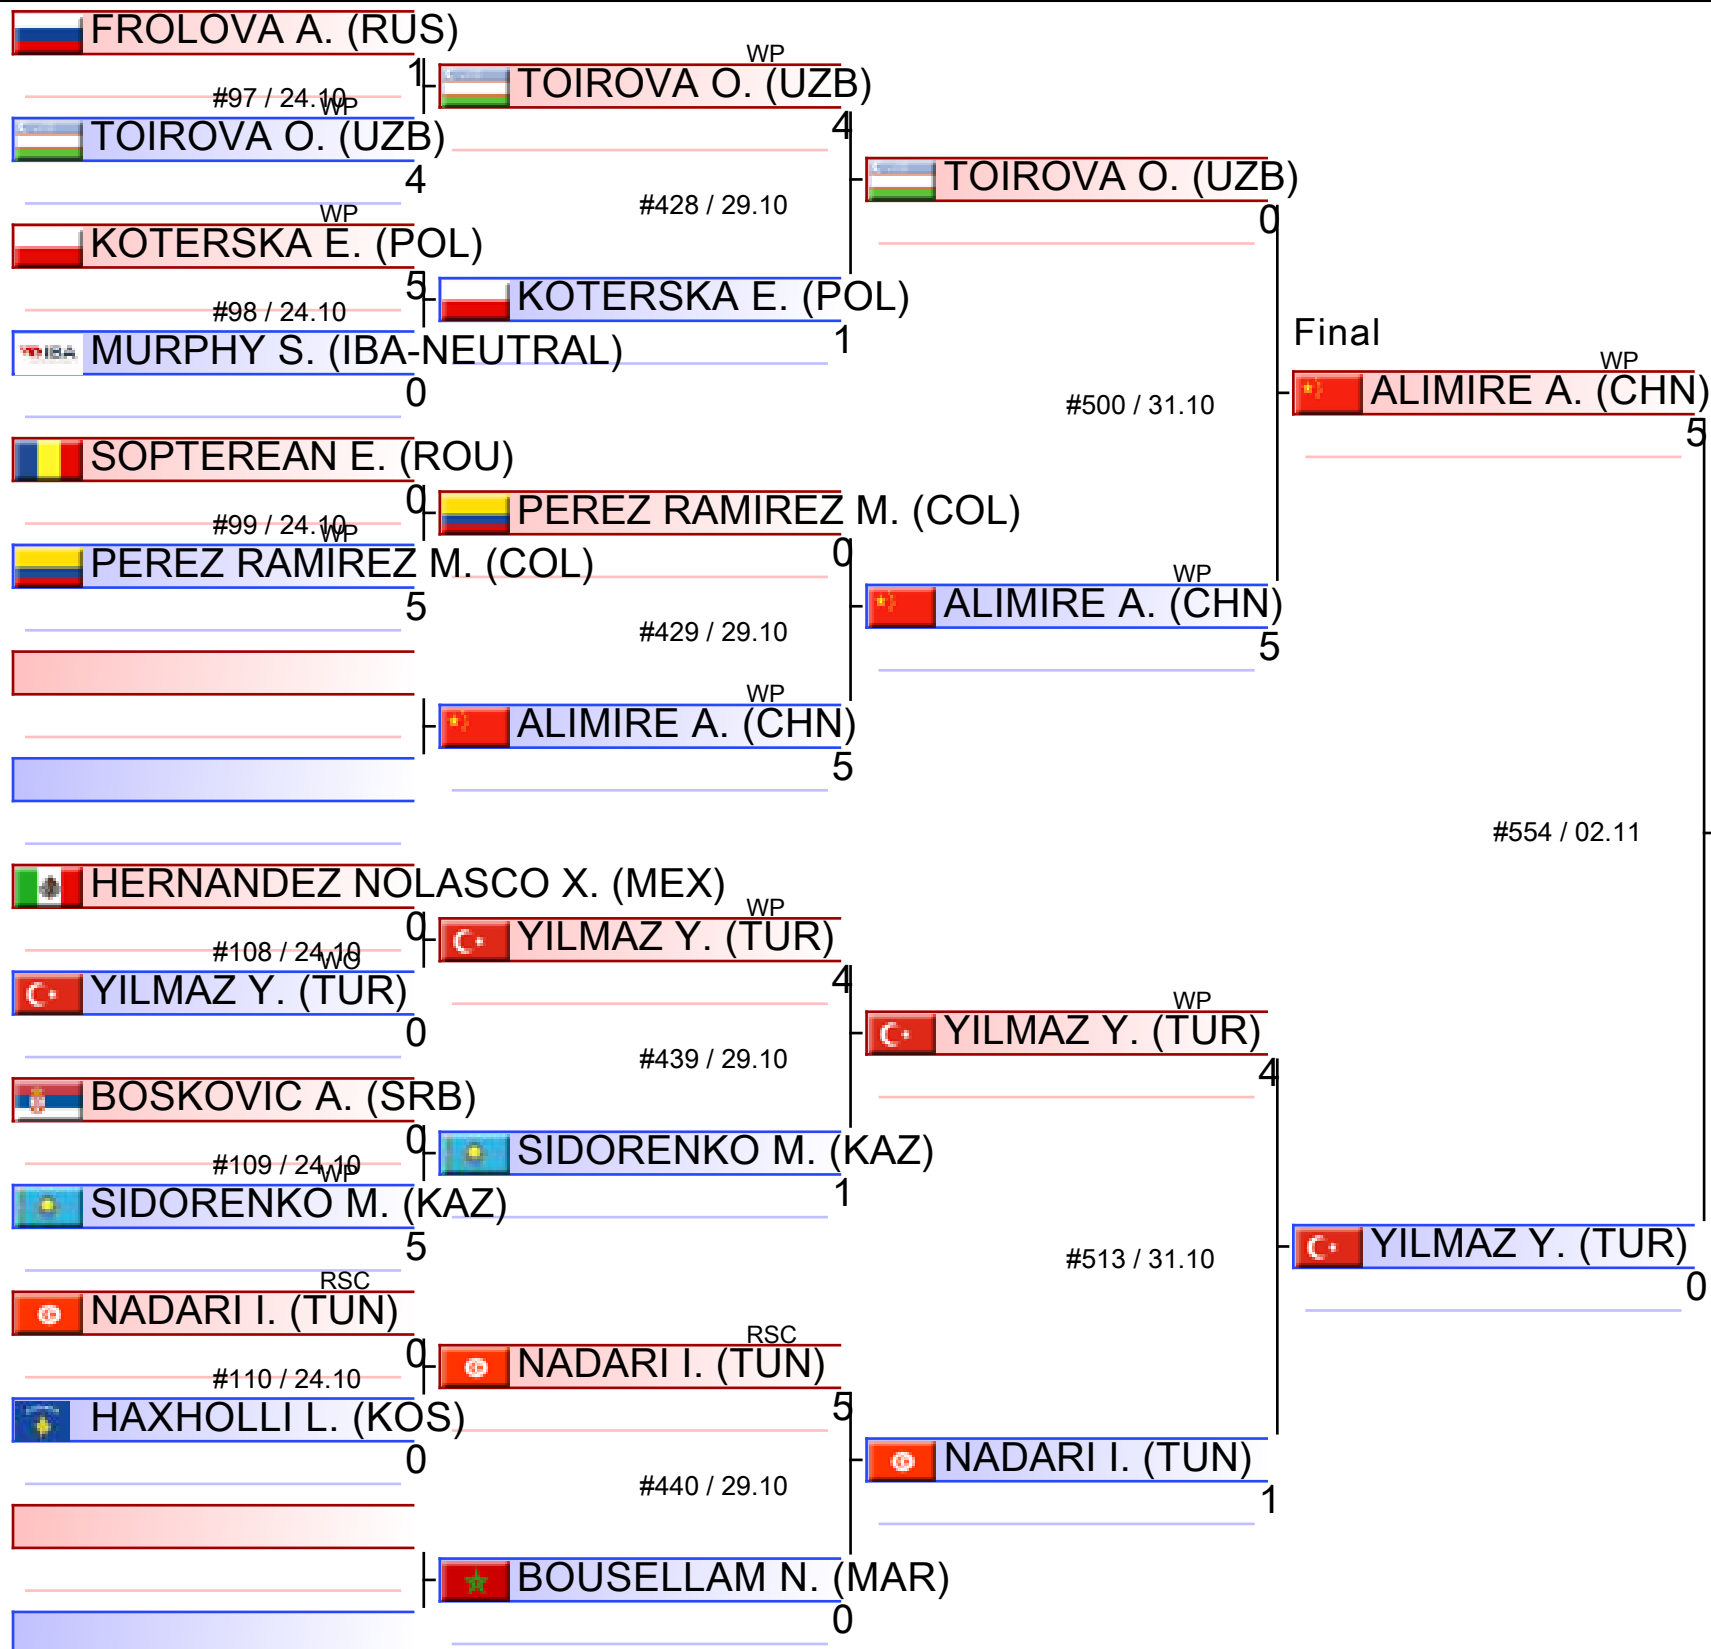 FROLOVA A. (RUS)
1
#97 / 24.10
WP
TOIROVA O. (UZB)
4
WP
KOTERSKA E. (POL)
5
#98 / 24.10
IBA
MURPHY S. (IBA-NEUTRAL)
0
SOPTEREAN E. (ROU)
0
#99 / 24.10
WP
PEREZ RAMIREZ M. (COL)
5
HERNANDEZ NOLASCO X. (MEX)
0
#108 / 24.10
WO
YILMAZ Y. (TUR)
0
BOSKOVIC A. (SRB)
0
#109 / 24.10
WP
SIDORENKO M. (KAZ)
5
RSC
NADARI I. (TUN)
0
#110 / 24.10
HAXHOLLI L. (KOS)
0
WP
TOIROVA O. (UZB)
4
#428 / 29.10
KOTERSKA E. (POL)
1
PEREZ RAMIREZ M. (COL)
0
#429 / 29.10
WP
ALIMIRE A. (CHN)
5
WP
YILMAZ Y. (TUR)
4
#439 / 29.10
SIDORENKO M. (KAZ)
1
RSC
NADARI I. (TUN)
5
#440 / 29.10
BOUSELLAM N. (MAR)
0
TOIROVA O. (UZB)
0
#500 / 31.10
WP
ALIMIRE A. (CHN)
5
WP
YILMAZ Y. (TUR)
4
#513 / 31.10
NADARI I. (TUN)
1
Final
WP
ALIMIRE A. (CHN)
5
#554 / 02.11
YILMAZ Y. (TUR)
0